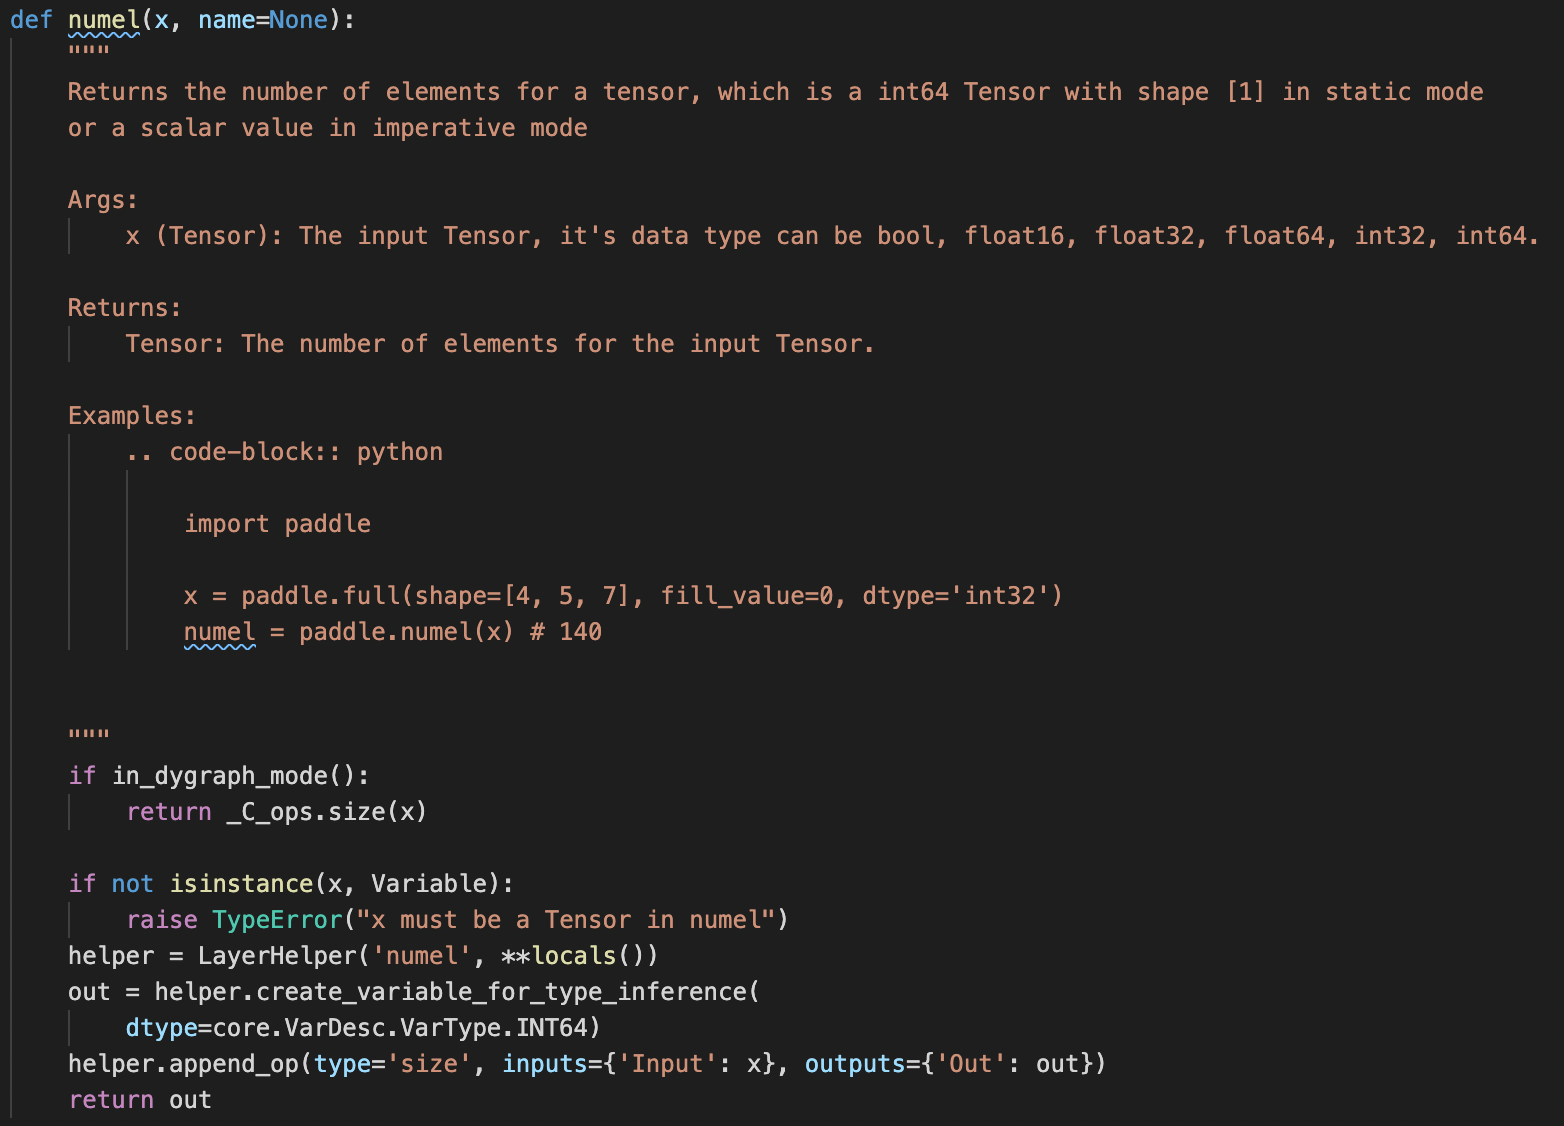 def numel(x, name=None):
    """
    Returns the number of elements for a tensor, which is a int64 Tensor with shape [1] in static mode
    or a scalar value in imperative mode

    Args:
        x (Tensor): The input Tensor, it's data type can be bool, float16, float32, float64, int32, int64.

    Returns:
        Tensor: The number of elements for the input Tensor.

    Examples:
        .. code-block:: python

            import paddle

            x = paddle.full(shape=[4, 5, 7], fill_value=0, dtype='int32')
            numel = paddle.numel(x) # 140


    """
    if in_dygraph_mode():
        return _C_ops.size(x)

    if not isinstance(x, Variable):
        raise TypeError("x must be a Tensor in numel")
    helper = LayerHelper('numel', **locals())
    out = helper.create_variable_for_type_inference(
        dtype=core.VarDesc.VarType.INT64)
    helper.append_op(type='size', inputs={'Input': x}, outputs={'Out': out})
    return out